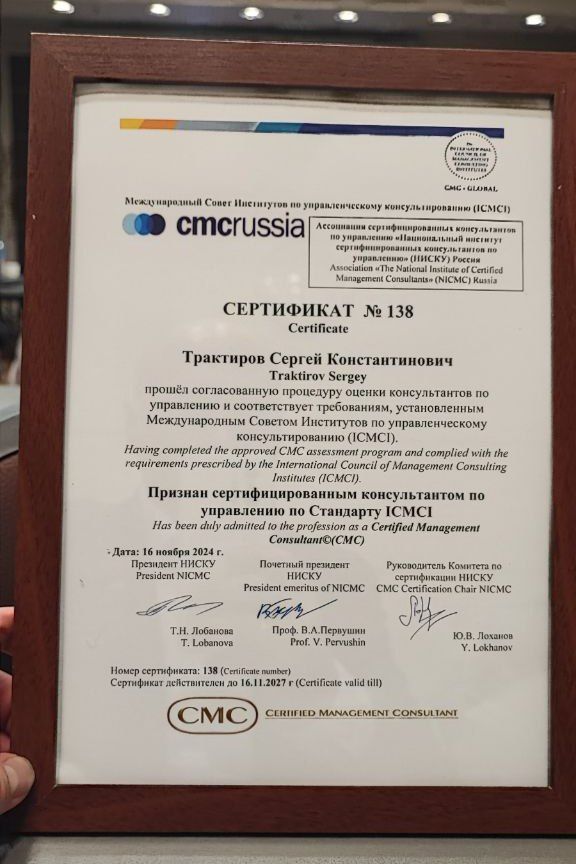 THE INTERNATIONAL
COUNCIL OF
MANAGEMENT
CONSULTING
INSTITUTES
CMC - GLOBAL
Международный Совет Институтов по управленческому консультированию (ICMCI)
cmcrussia
Ассоциация сертифицированных консультантов
по управлению «Национальный институт
сертифицированных консультантов по
управлению» (НИСКУ) Россия
Association «The National Institute of Certified
Management Consultants» (NICMC) Russia
СЕРТИФИКАТ № 138
Certificate
Трактиров Сергей Константинович
Traktirov Sergey
прошёл согласованную процедуру оценки консультантов по
управлению и соответствует требованиям, установленным
Международным Советом Институтов по управленческому
консультированию (ICMCI).
Having completed the approved CMC assessment program and complied with the
requirements prescribed by the International Council of Management Consulting
Institutes (ICMCI).
Признан сертифицированным консультантом по
управлению по Стандарту ICMCI
Has been duly admitted to the profession as a Certified Management
Consultant©(CMC)
Дата: 16 ноября 2024 г.
Президент НИСКУ
President NICMC
Почетный президент
НИСКУ
President emeritus of NICMC
Руководитель Комитета по
сертификации НИСКУ
CMC Certification Chair NICMC
Т.Н. Лобанова
T. Lobanova
Проф. В.А.Первушин
Prof. V. Pervushin
Ю.В. Лоханов
Y. Lokhanov
Номер сертификата: 138 (Certificate number)
Сертификат действителен до 16.11.2027 г (Certificate valid till)
CMC CERTIFIED MANAGEMENT CONSULTANT